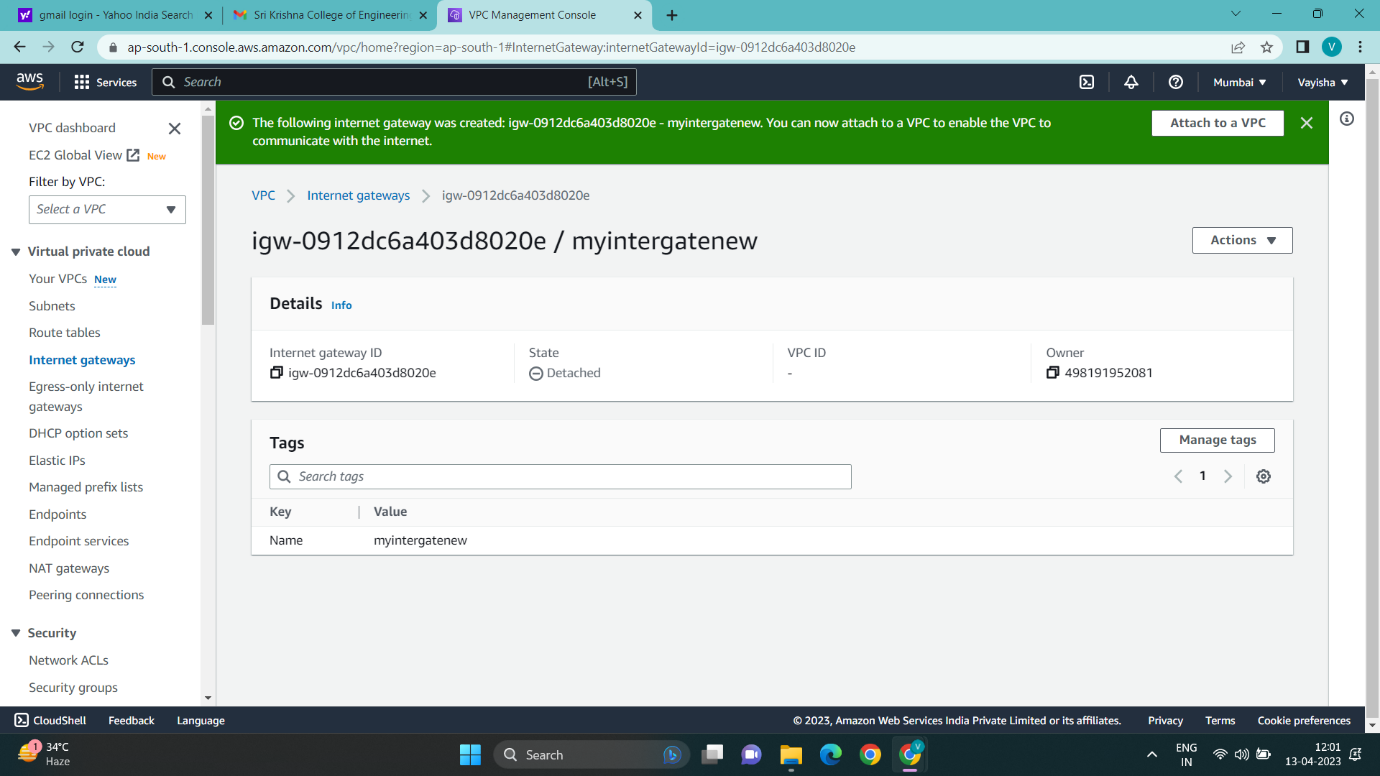 gmail login - Yahoo India Search
Sri Krishna College of Engineering
VPC Management Console
ap-south-1.console.aws.amazon.com/vpc/home?region=ap-south-1#InternetGateway:internetGatewayId=igw-0912dc6a403d8020e
V
aws
Services
Search
[Alt+S]
Mumbai
Vayisha
VPC dashboard
EC2 Global View New
Filter by VPC:
Select a VPC
Virtual private cloud
Your VPCs New
Subnets
Route tables
Internet gateways
Egress-only internet
gateways
DHCP option sets
Elastic IPs
Managed prefix lists
Endpoints
Endpoint services
NAT gateways
Peering connections
Security
Network ACLs
Security groups
The following internet gateway was created: igw-0912dc6a403d8020e - myintergatenew. You can now attach to a VPC to enable the VPC to
communicate with the internet.
Attach to a VPC
VPC
Internet gateways
igw-0912dc6a403d8020e
igw-0912dc6a403d8020e / myintergatenew
Actions
Details Info
Internet gateway ID
igw-0912dc6a403d8020e
State
Detached
VPC ID
-
Owner
498191952081
Tags
Manage tags
Search tags
1
Key
Value
Name
myintergatenew
CloudShell
Feedback
Language
© 2023, Amazon Web Services India Private Limited or its affiliates.
Privacy
Terms
Cookie preferences
1
34°C
Haze
Search
V
ENG
IN
12:01
13-04-2023